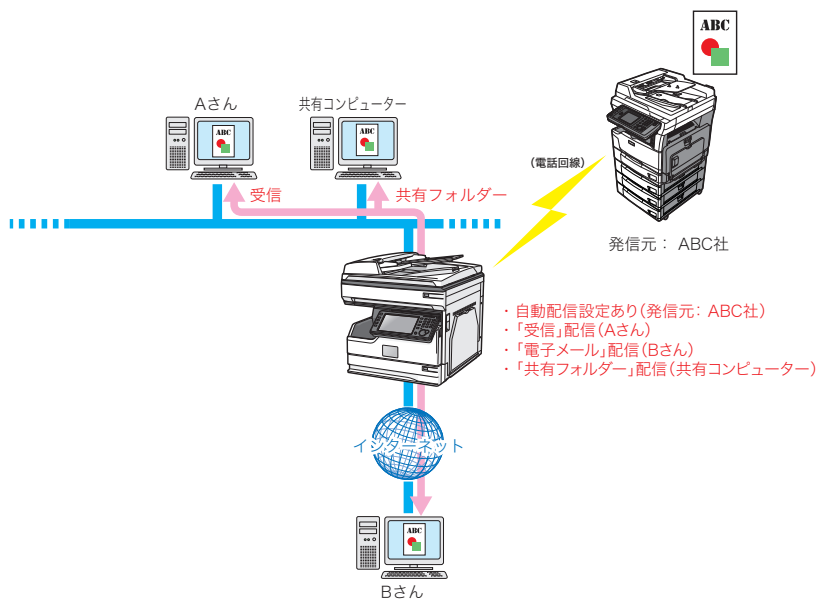 ABC
Aさん
共有コンピューター
ABC
ABC
(電話回線)
受信
共有フォルダー
発信元： ABC社
・自動配信設定あり(発信元：ABC社)
・「受信」配信(Aさん)
・「電子メール」配信(Bさん)
・「共有フォルダー」配信(共有コンピューター)
インターネット
ABC
Bさん